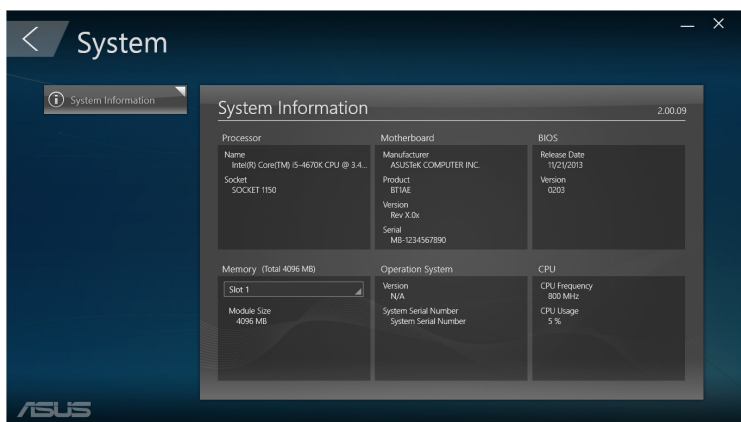 System
System Information
System Information
2.00.09
Processor
Name
Intel(R) Core(TM) i5-4670K CPU @ 3.4...
Socket
SOCKET 1150
Motherboard
Manufacturer
ASUSTeK COMPUTER INC.
Product
BT1AE
Version
Rev X.0x
Serial
MB-1234567890
BIOS
Release Date
11/21/2013
Version
0203
Memory (Total 4096 MB)
Slot 1
Module Size
4096 MB
Operation System
Version
N/A
System Serial Number
System Serial Number
CPU
CPU Frequency
800 MHz
CPU Usage
5 %
ASUS